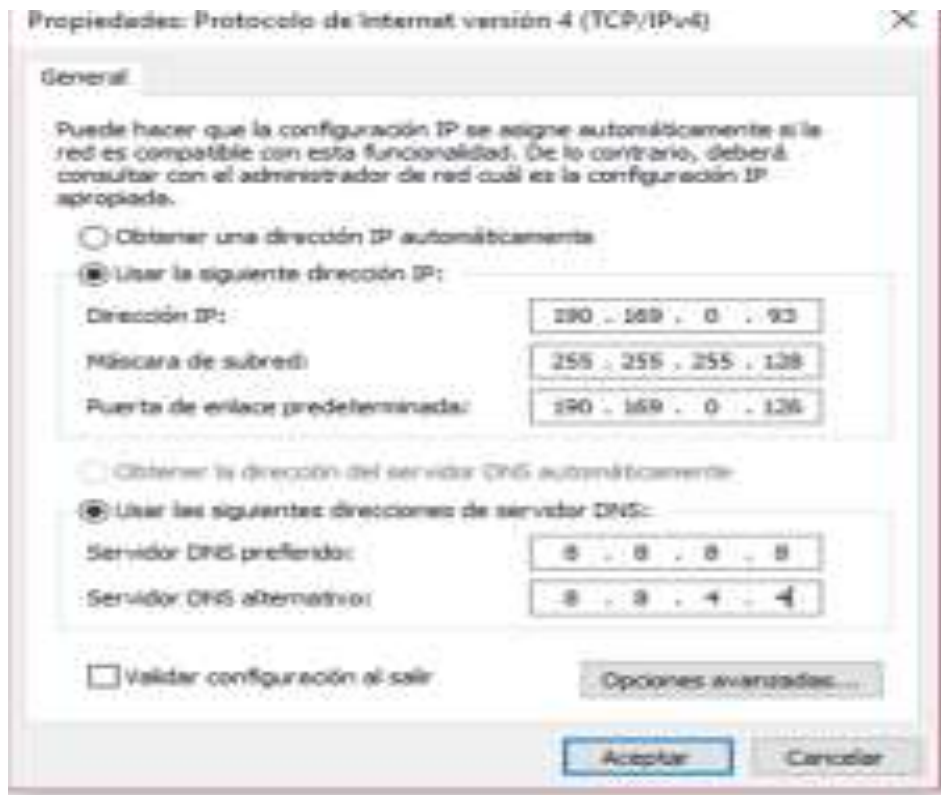 Propiedades: Protocolo de Internet versión 4 (TCP/IPv4)
General
Puede hacer que la configuración IP se asigne automáticamente si la
red es compatible con esta funcionalidad. De lo contrario, deberá
consultar con el administrador de red cuál es la configuración IP
apropiada.
Obtener una dirección IP automáticamente
Usar la siguiente dirección IP:
Dirección IP: 190 . 169 . 0 . 93
Máscara de subred: 255 . 255 . 255 . 128
Puerta de enlace predeterminada: 190 . 169 . 0 . 126
Obtener la dirección del servidor DNS automáticamente
Usar las siguientes direcciones de servidor DNS:
Servidor DNS preferido: 8 . 8 . 8 . 8
Servidor DNS alternativo: 8 . 8 . 4 . 4
Validar configuración al salir
Opciones avanzadas...
Aceptar Cancelar